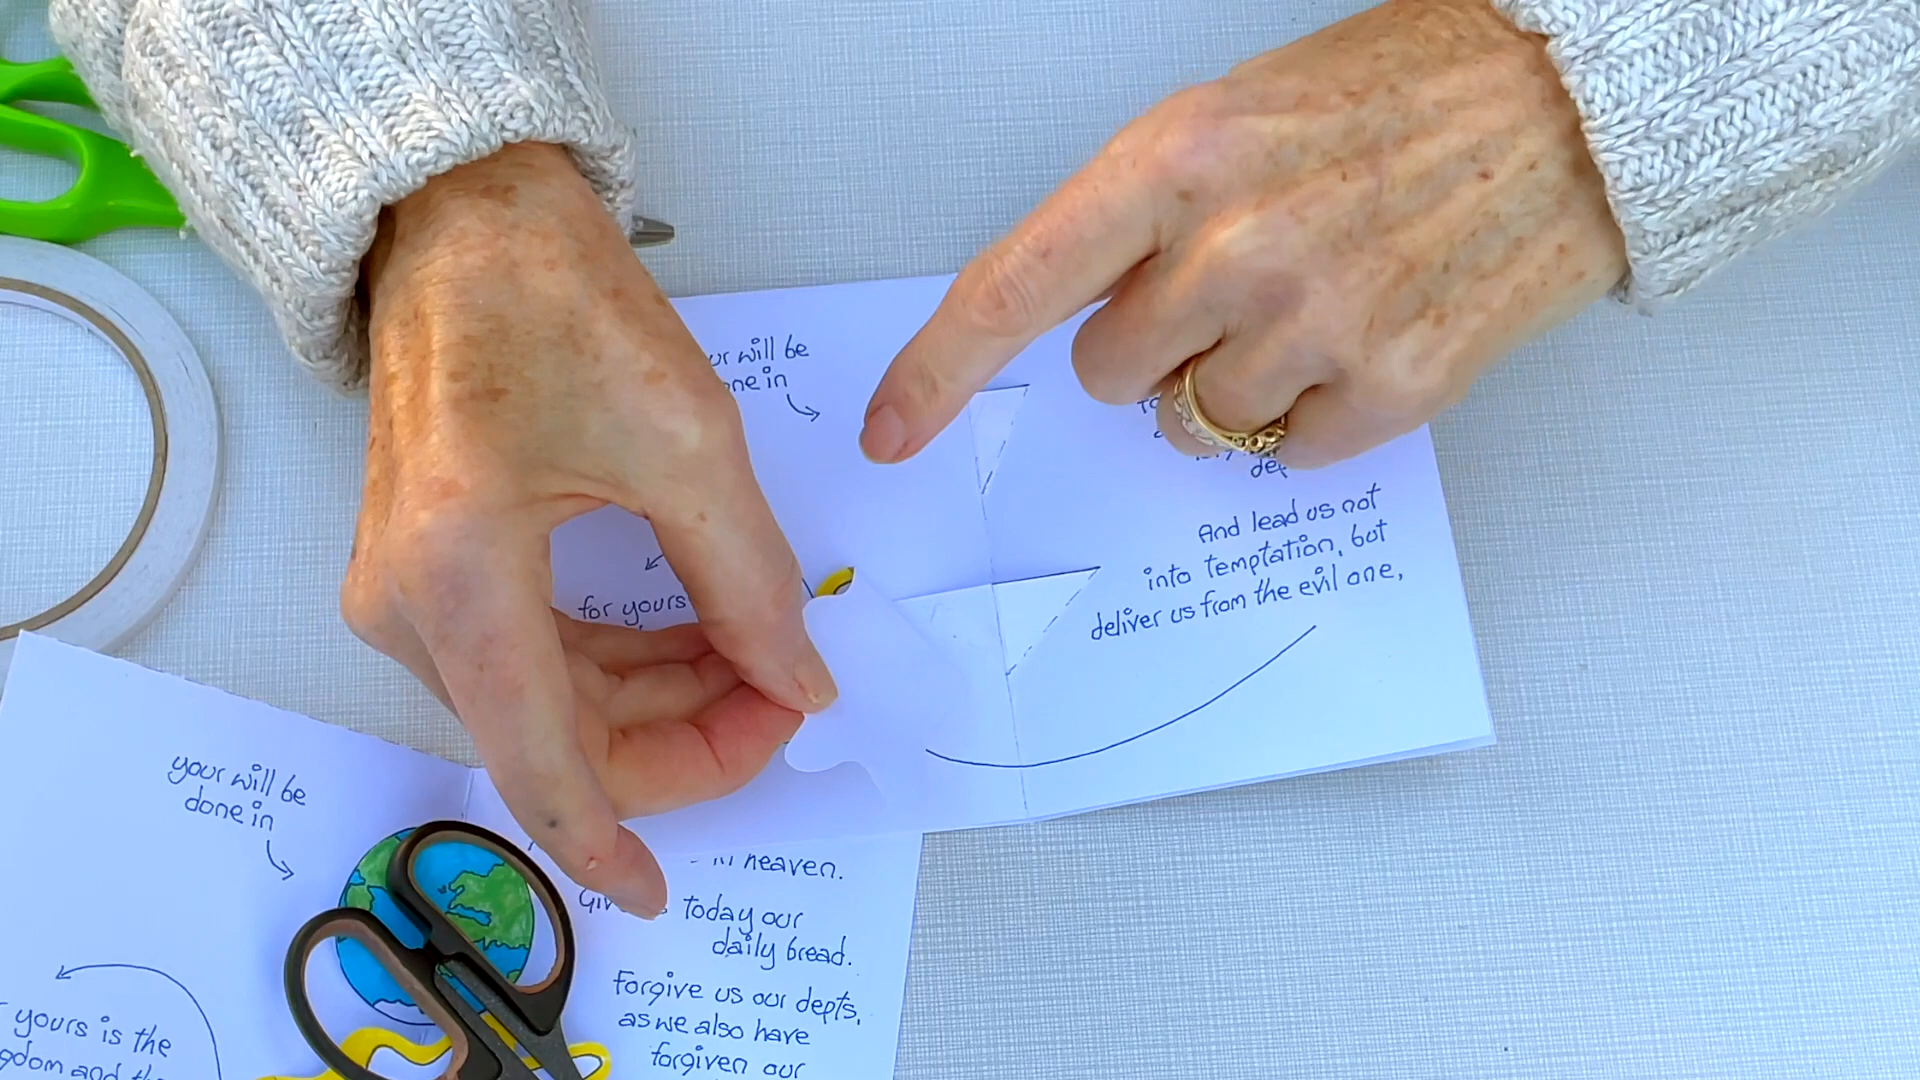 will be
in
for yours
And lead us not
into temptation, but
deliver us from the evil one,
your will be
done in
yours is the
and
heaven.
today our
daily bread.
Forgive us our depts,
as we also have
forgiven our